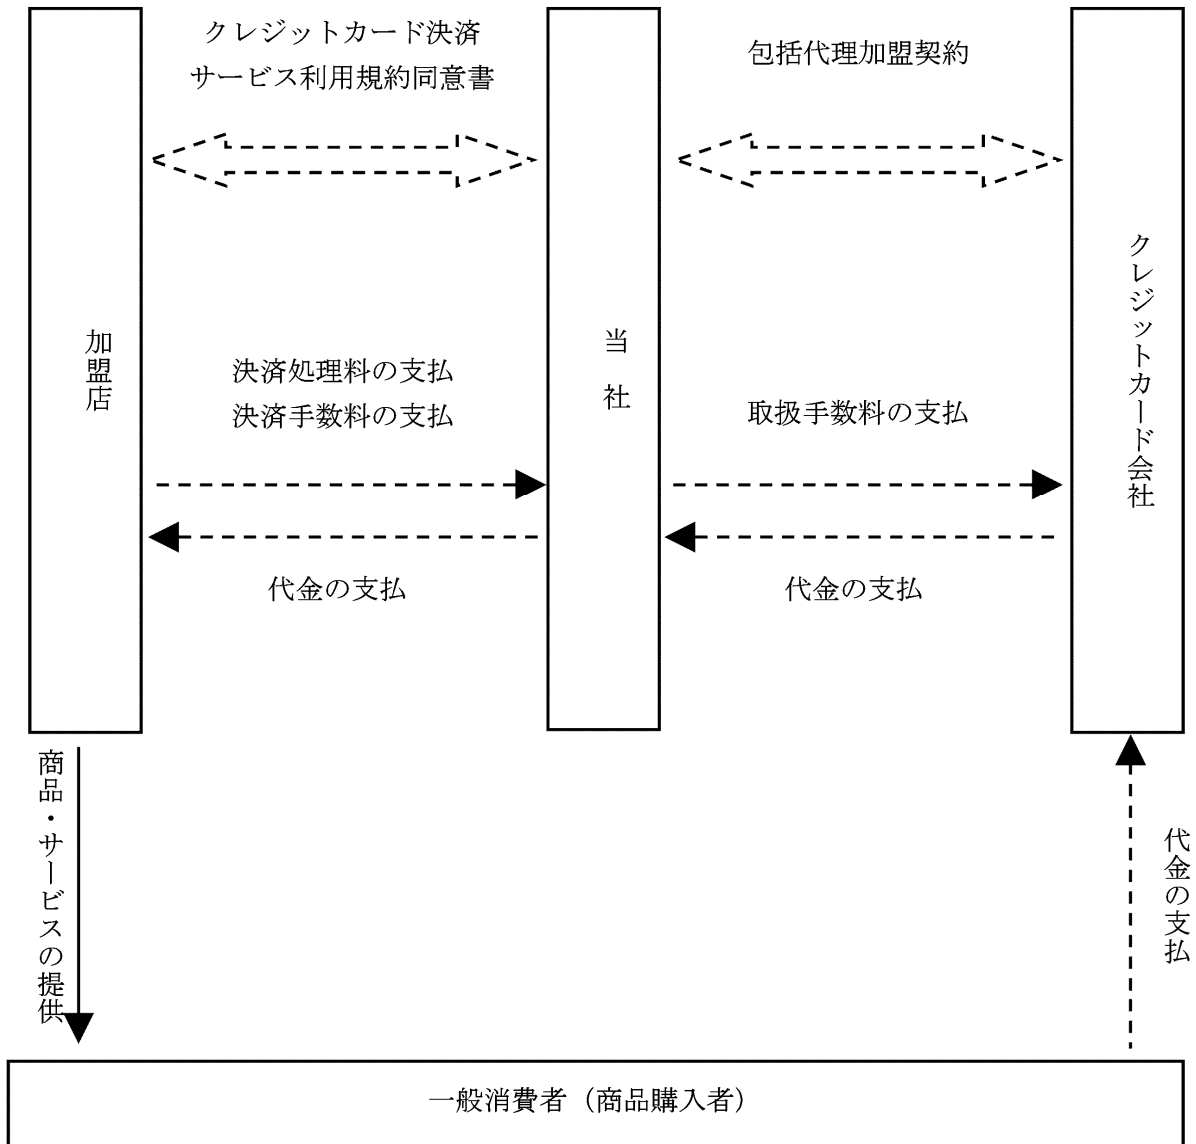 クレジットカード決済
サービス利用規約同意書
包括代理加盟契約
加盟店
当社
クレジットカード会社
決済処理料の支払
決済手数料の支払
取扱手数料の支払
代金の支払
代金の支払
商品・サービスの提供
代金の支払
一般消費者（商品購入者）